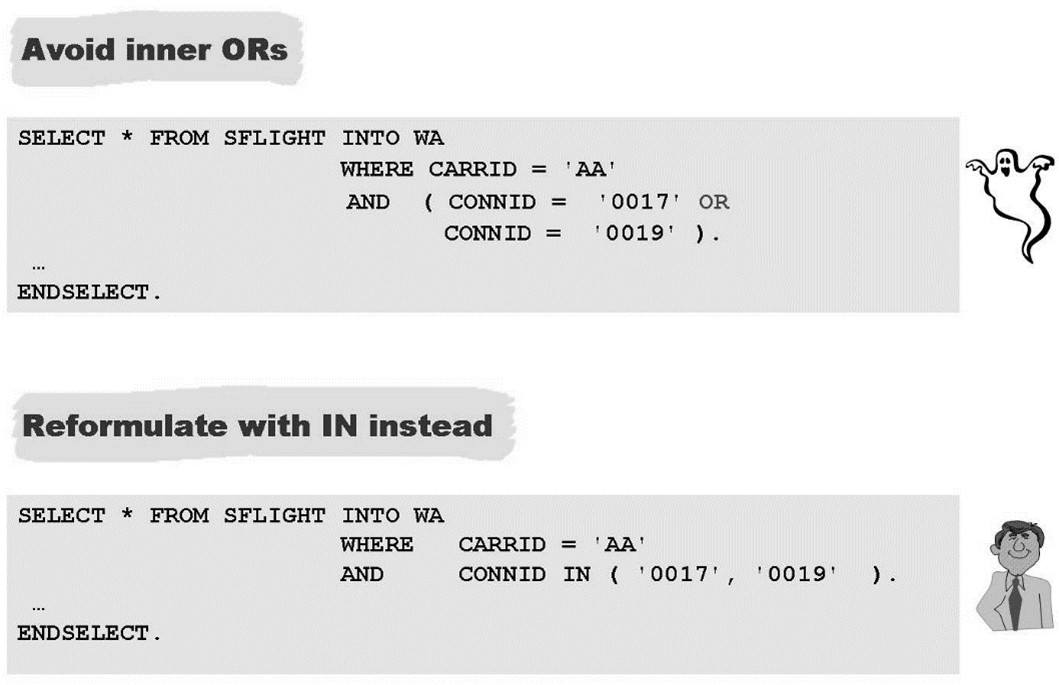 Avoid inner ORs
SELECT * FROM SFLIGHT INTO WA
WHERE CARRID = 'AA'
AND ( CONNID = '0017' OR
CONNID = '0019' ).
…
ENDSELECT.
Reformulate with IN instead
SELECT * FROM SFLIGHT INTO WA
WHERE CARRID = 'AA'
AND CONNID IN ( '0017', '0019' ).
…
ENDSELECT.